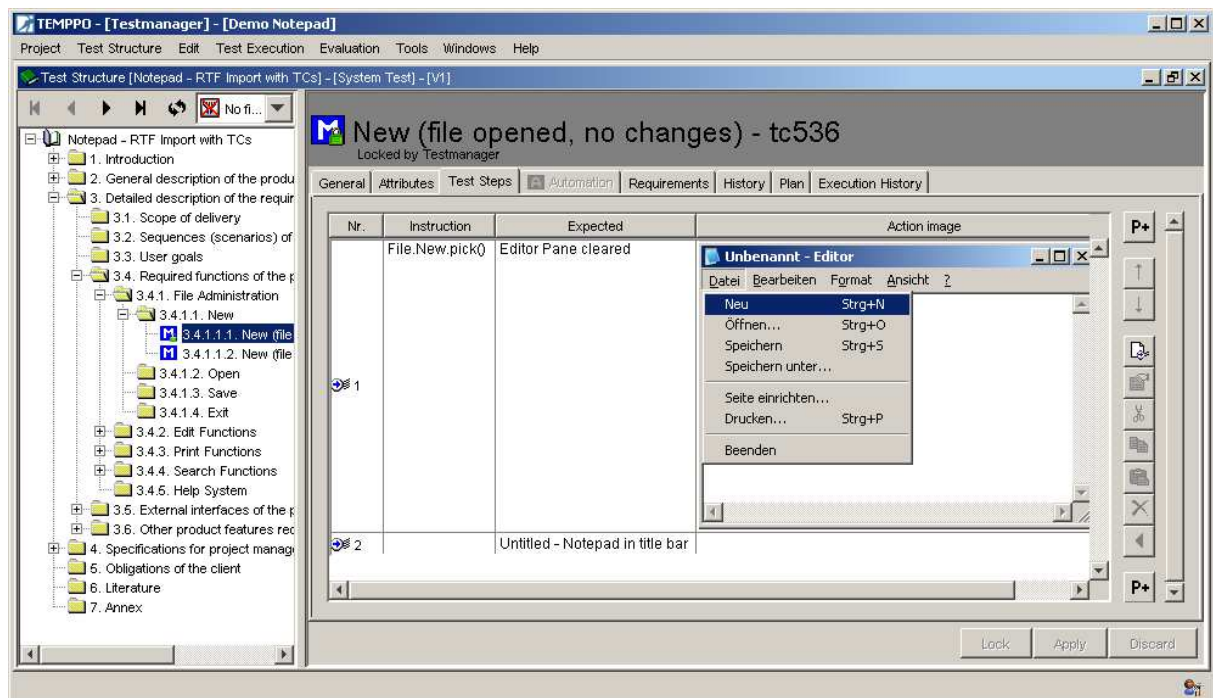 TEMPPO - [Testmanager] - [Demo Notepad]
Project Test Structure Edit Test Execution Evaluation Tools Windows Help
Test Structure [Notepad - RTF Import with TCs] - [System Test] - [V1]
No fi...
Notepad - RTF Import with TCs
1. Introduction
2. General description of the produ
3. Detailed description of the requir
3.1. Scope of delivery
3.2. Sequences (scenarios) of
3.3. User goals
3.4. Required functions of the p
3.4.1. File Administration
3.4.1.1. New
M 3.4.1.1.1. New (file
M 3.4.1.1.2. New (file
3.4.1.2. Open
3.4.1.3. Save
3.4.1.4. Exit
3.4.2. Edit Functions
3.4.3. Print Functions
3.4.4. Search Functions
3.4.5. Help System
3.5. External interfaces of the p
3.6. Other product features rec
4. Specifications for project manag
5. Obligations of the client
6. Literature
7. Annex
M New (file opened, no changes) - tc536
Locked by Testmanager
General Attributes Test Steps A Automation Requirements History Plan Execution History
Nr. Instruction Expected Action image
1 File.New.pick() Editor Pane cleared
Unbenannt - Editor
Datei Bearbeiten Format Ansicht ?
Neu Strg+N
Öffnen... Strg+O
Speichern Strg+S
Speichern unter...
Seite einrichten...
Drucken... Strg+P
Beenden
2 Untitled - Notepad in title bar
P+
P+
Lock Apply Discard